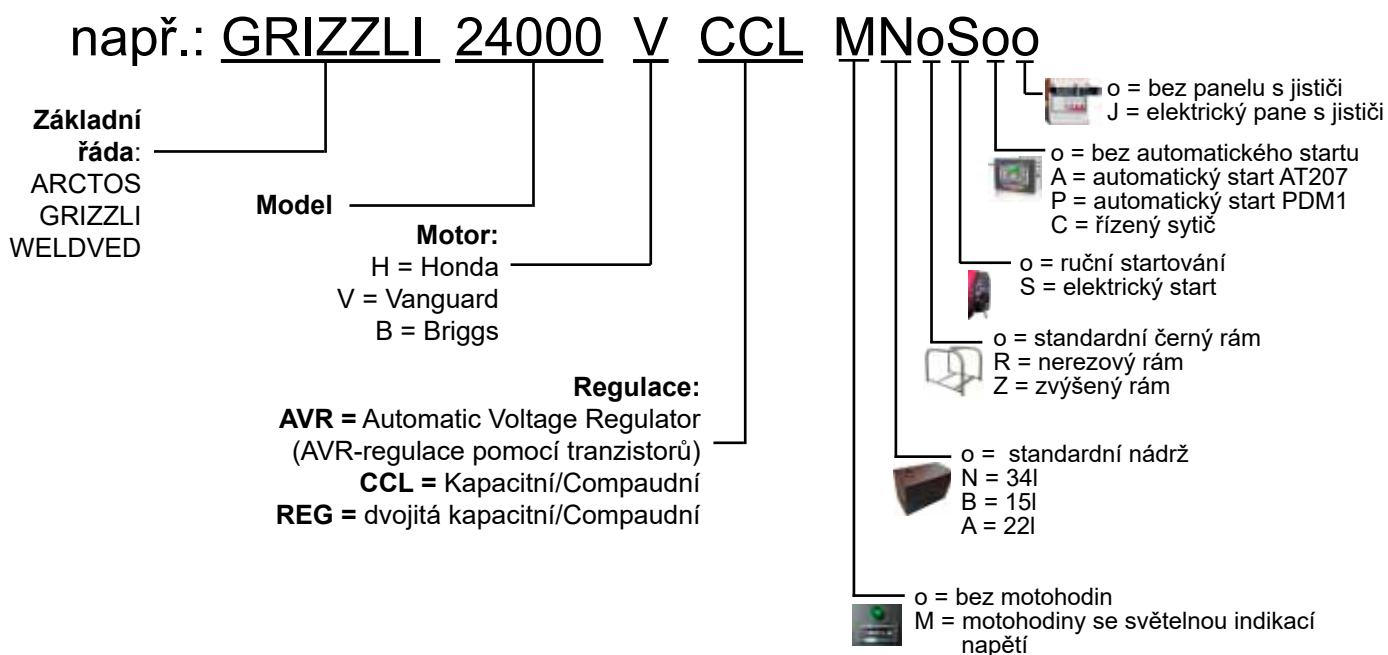 např.: GRIZZLI 24000 V CCL MNoSoo
Základní
řáda:
ARCTOS
GRIZZLI
WELDVED
Model
Motor:
H = Honda
V = Vanguard
B = Briggs
Regulace:
AVR = Automatic Voltage Regulator
(AVR-regulace pomocí tranzistorů)
CCL = Kapacitní/Compaudní
REG = dvojitá kapacitní/Compaudní
o = bez panelu s jističi
J = elektrický pane s jističi
o = bez automatického startu
A = automatický start AT207
P = automatický start PDM1
C = řízený sytič
o = ruční startování
S = elektrický start
o = standardní černý rám
R = nerezový rám
Z = zvýšený rám
o = standardní nádrž
N = 34l
B = 15l
A = 22l
o = bez motohodin
M = motohodiny se světelnou indikací
napětí